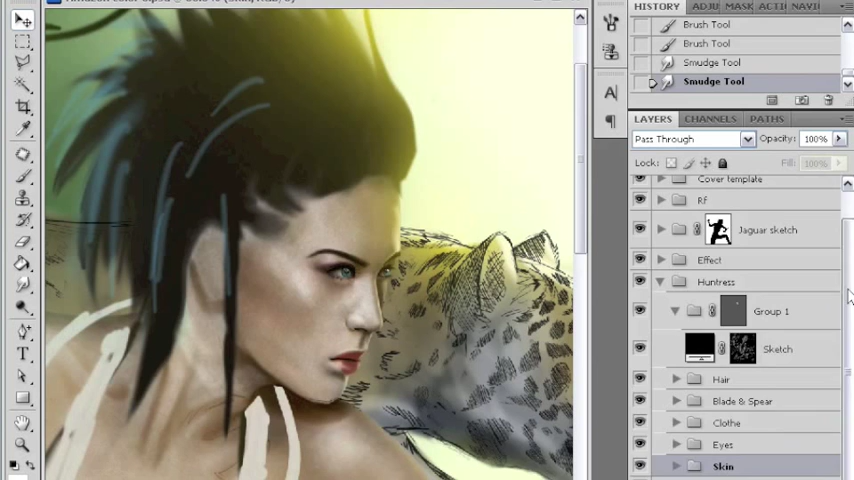 HISTORY ADJU MASK ACTI NAVI
Brush Tool
Brush Tool
Smudge Tool
Smudge Tool
LAYERS CHANNELS PATHS
Pass Through Opacity: 100%
Lock: Fill: 100%
Cover template
Rf
Jaguar sketch
Effect
Huntress
Group 1
Sketch
Hair
Blade & Spear
Clothe
Eyes
Skin